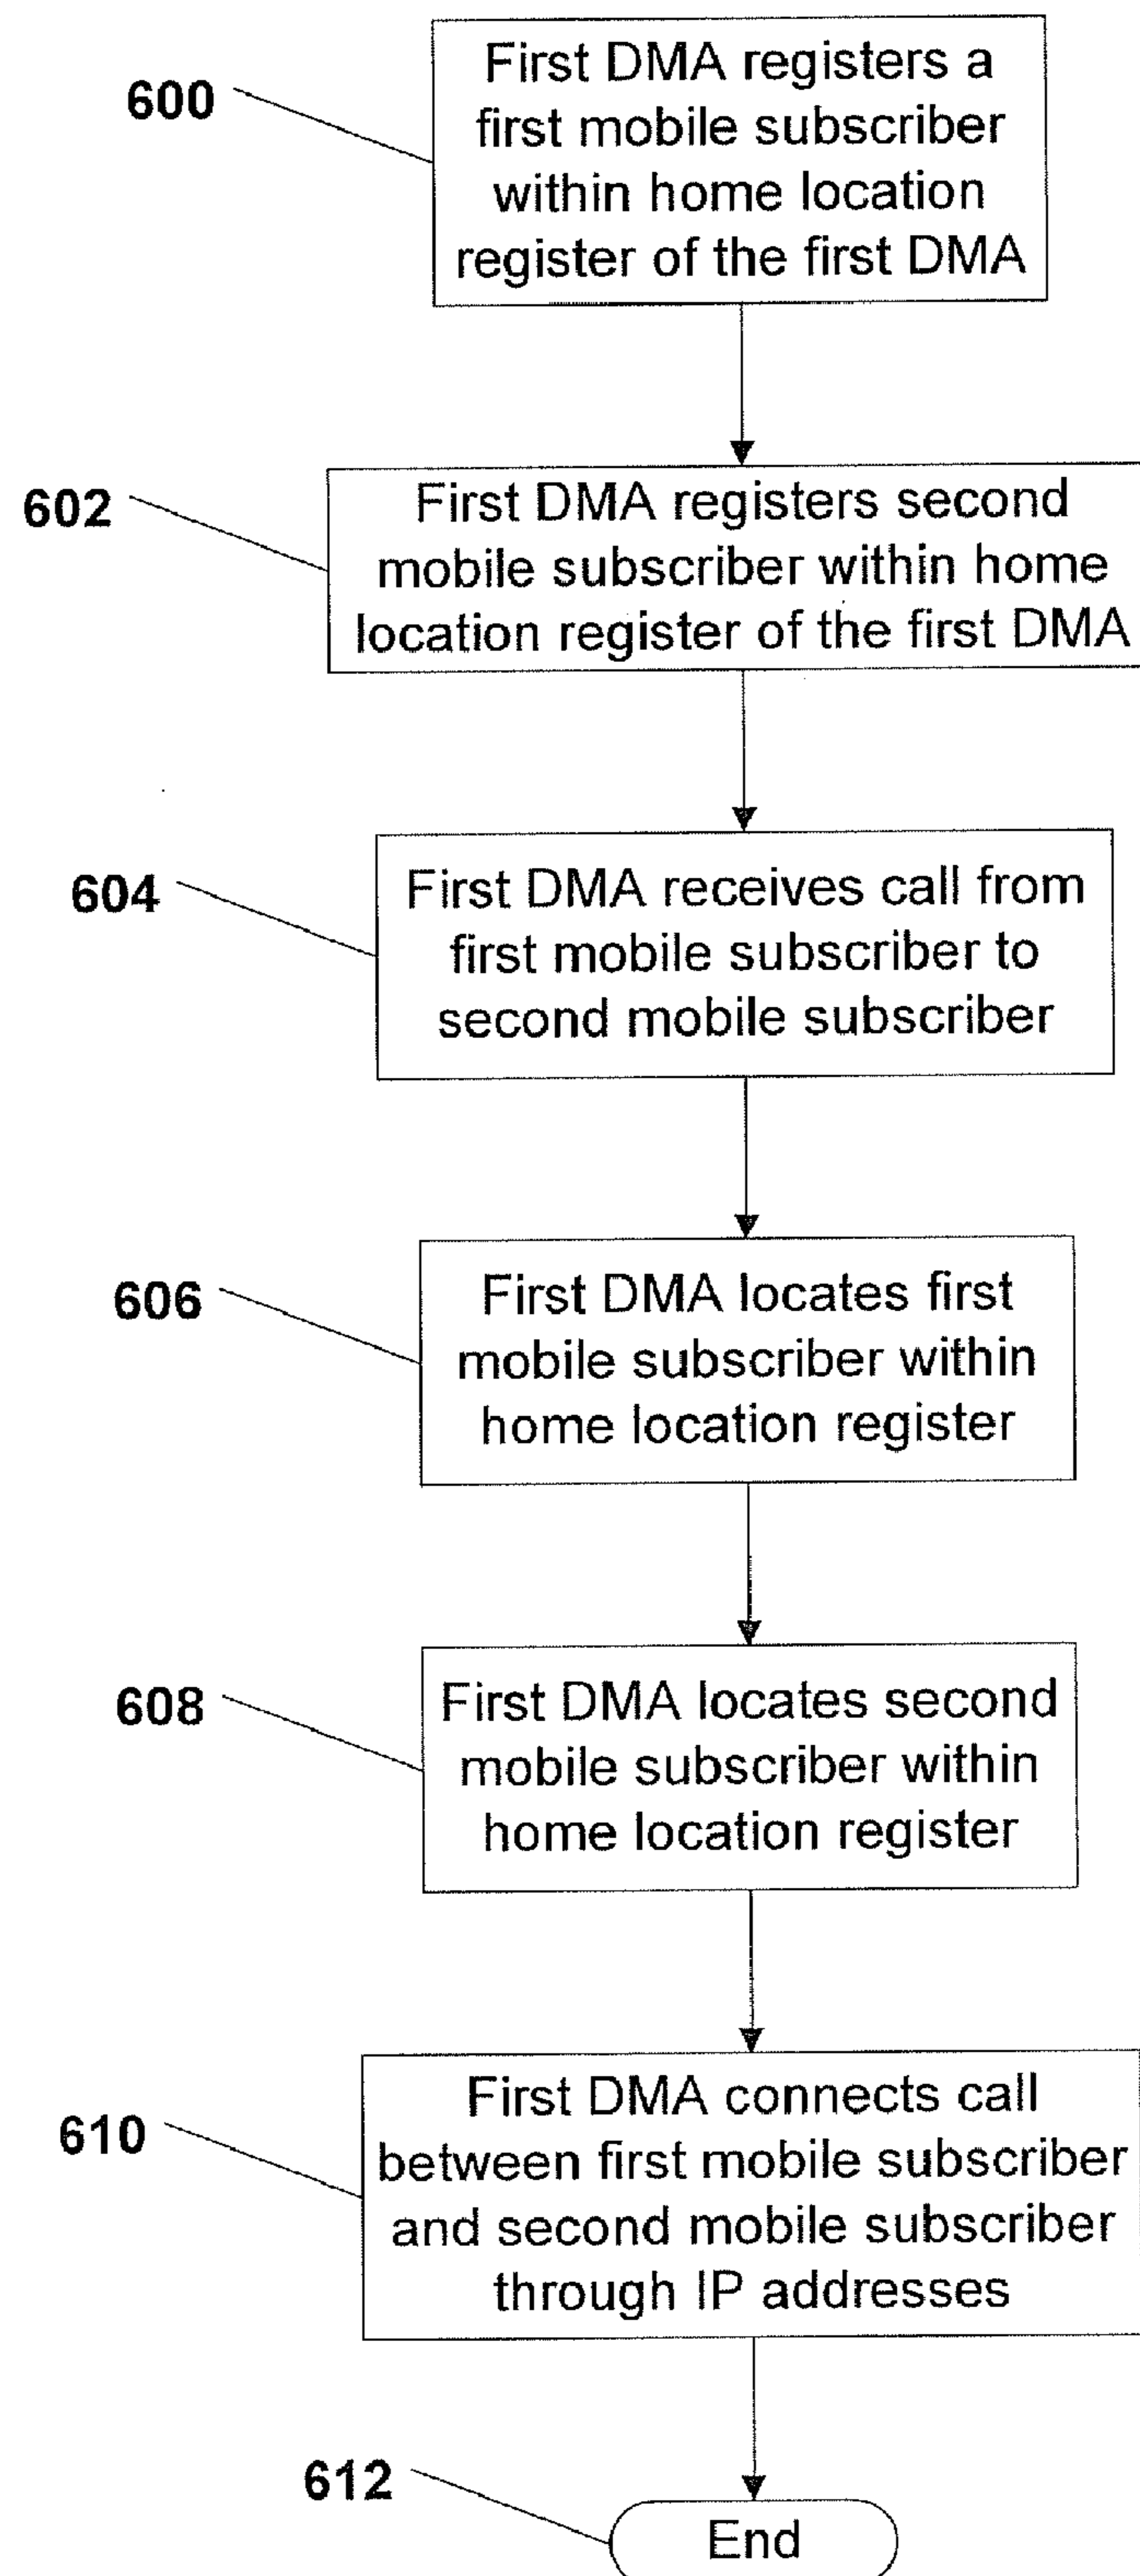 600
First DMA registers a
first mobile subscriber
within home location
register of the first DMA
602
First DMA registers second
mobile subscriber within home
location register of the first DMA
604
First DMA receives call from
first mobile subscriber to
second mobile subscriber
606
First DMA locates first
mobile subscriber within
home location register
608
First DMA locates second
mobile subscriber within
home location register
610
First DMA connects call
between first mobile subscriber
and second mobile subscriber
through IP addresses
612
End